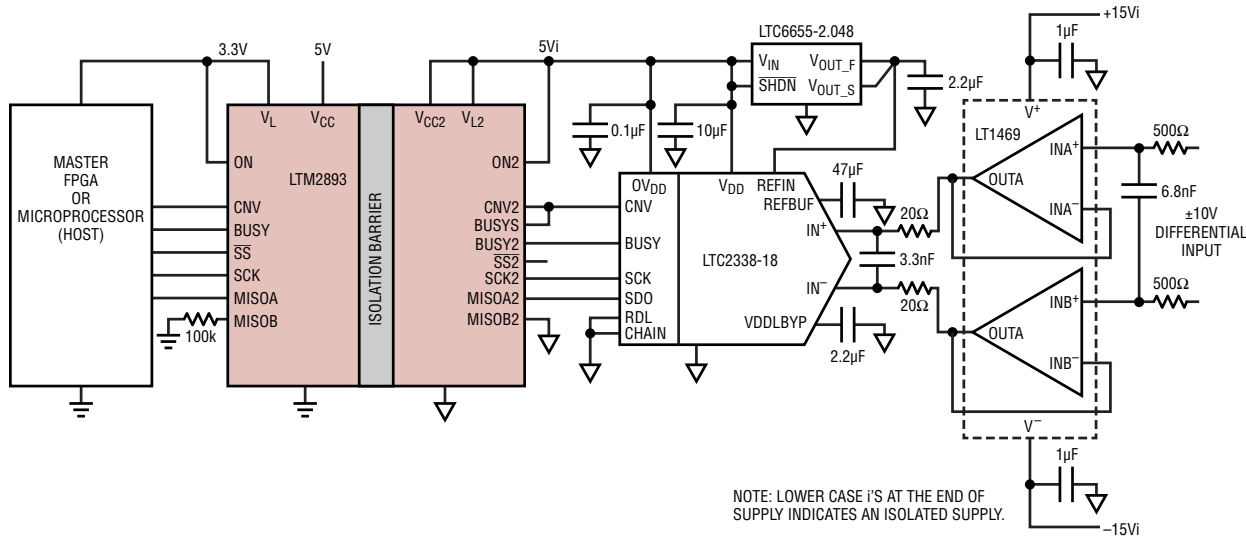 3.3V
5V
5Vi
LTC6655-2.048
+15Vi
1µF
V_IN
V_OUT_F
SHDN
V_OUT_S
2.2µF
V_L
V_CC
V_CC2
V_L2
0.1µF
10µF
V+
LT1469
MASTER
FPGA
OR
MICROPROCESSOR
(HOST)
ON
LTM2893
ISOLATION BARRIER
ON2
INA+
500Ω
OUTA
INA−
6.8nF
±10V
DIFFERENTIAL
INPUT
OV_DD
V_DD
REFIN
REFBUF
47µF
CNV
CNV2
CNV
BUSY
BUSYS
BUSY2
BUSY
IN+
20Ω
SS
SS2
LTC2338-18
3.3nF
SCK
SCK2
SCK
IN−
20Ω
MISOA
MISOA2
SDO
INB+
500Ω
MISOB
100k
MISOB2
RDL
CHAIN
VDDLBYP
2.2µF
OUTA
INB−
V−
1µF
NOTE: LOWER CASE i'S AT THE END OF
SUPPLY INDICATES AN ISOLATED SUPPLY.
−15Vi